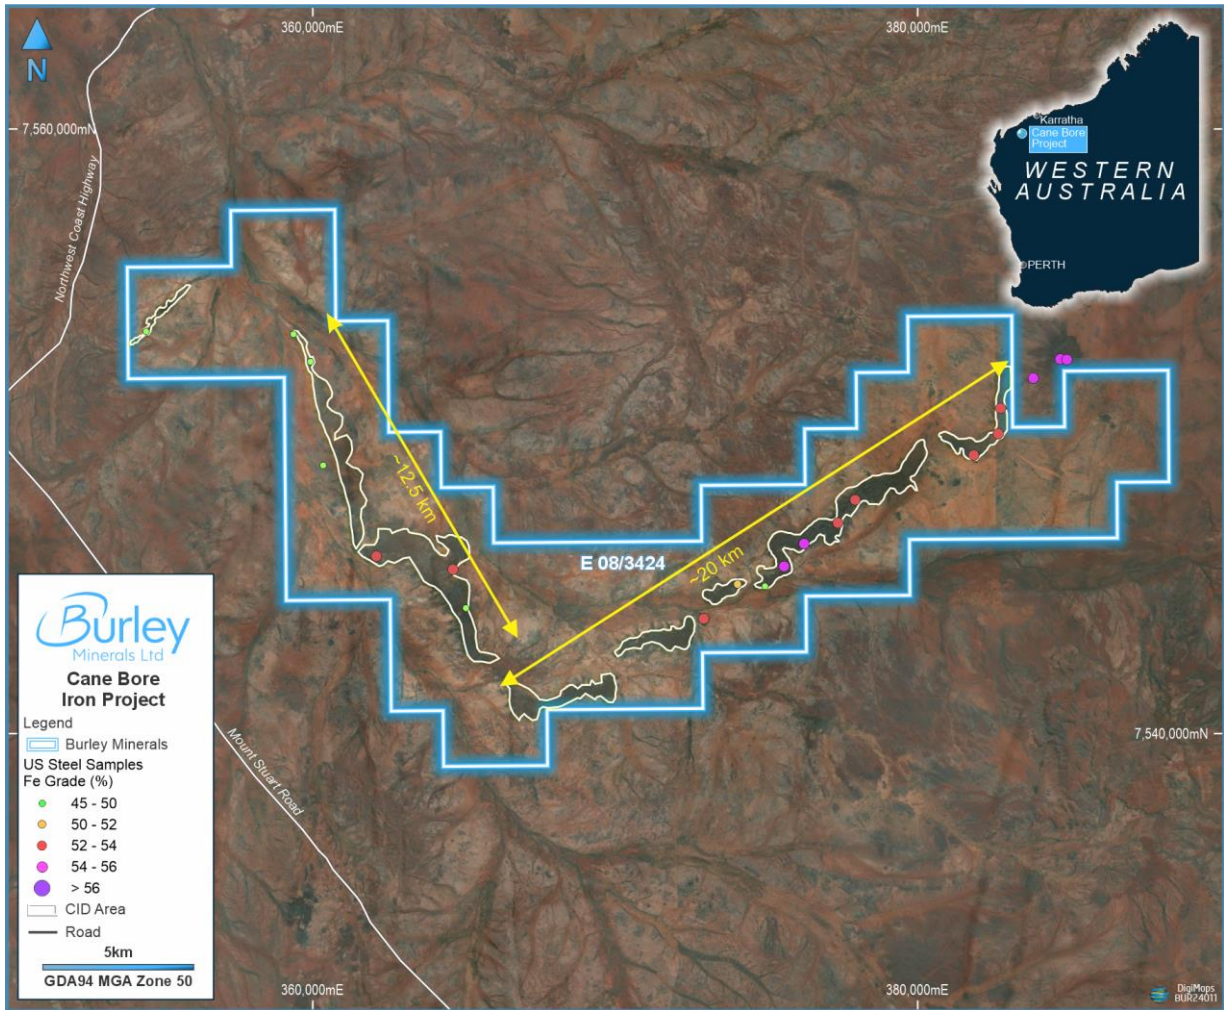 360,000mE
380,000mE
N
7,560,000mN
Northwest Coast Highway
Karratha
Cane Bore
Project
WESTERN
AUSTRALIA
PERTH
~12.5 km
E 08/3424
~20 km
7,540,000mN
Mount Stuart Road
Burley
Minerals Ltd
Cane Bore
Iron Project
Legend
Burley Minerals
US Steel Samples
Fe Grade (%)
45 - 50
50 - 52
52 - 54
54 - 56
> 56
CID Area
Road
5km
GDA94 MGA Zone 50
360,000mE
380,000mE
DigiMaps
BUR24011